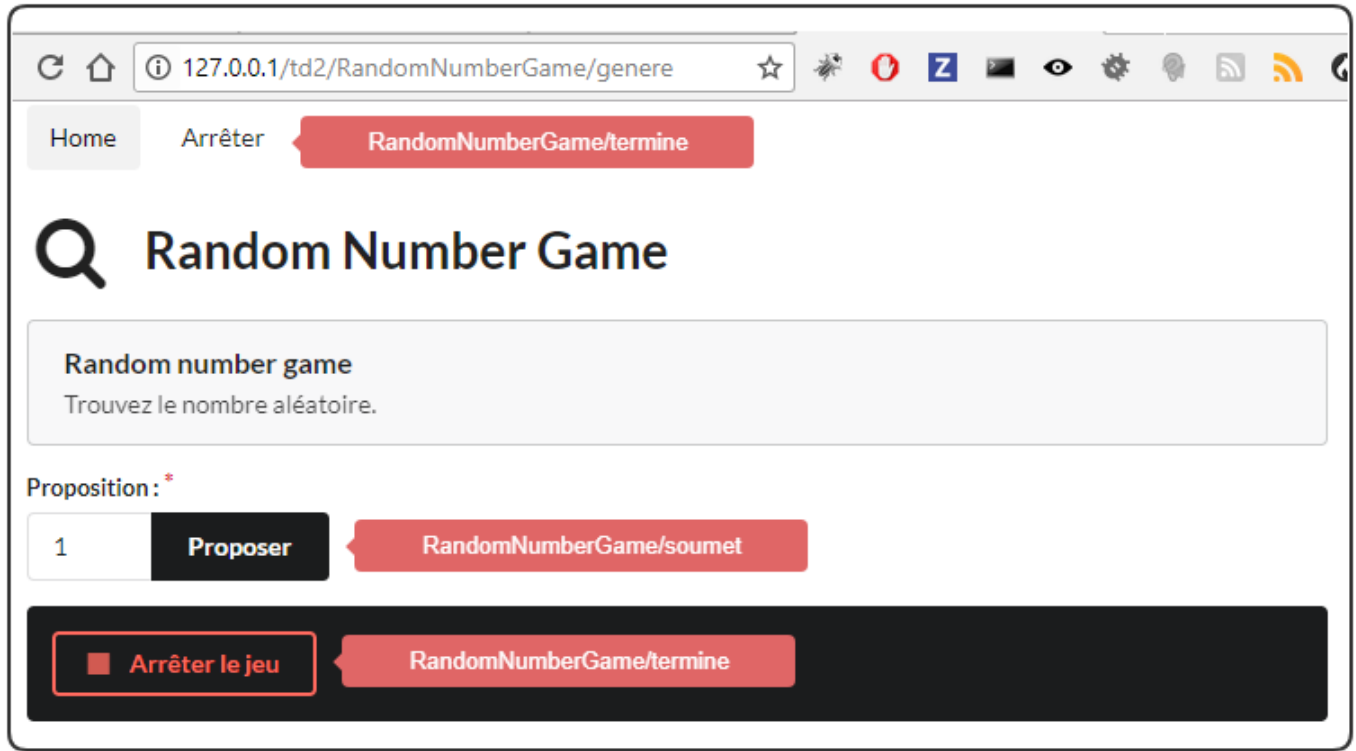 127.0.0.1/td2/RandomNumberGame/genere
Z
Home Arrêter RandomNumberGame/termine
Random Number Game
Random number game
Trouvez le nombre aléatoire.
Proposition : *
1 Proposer RandomNumberGame/soumet
Arrêter le jeu RandomNumberGame/termine